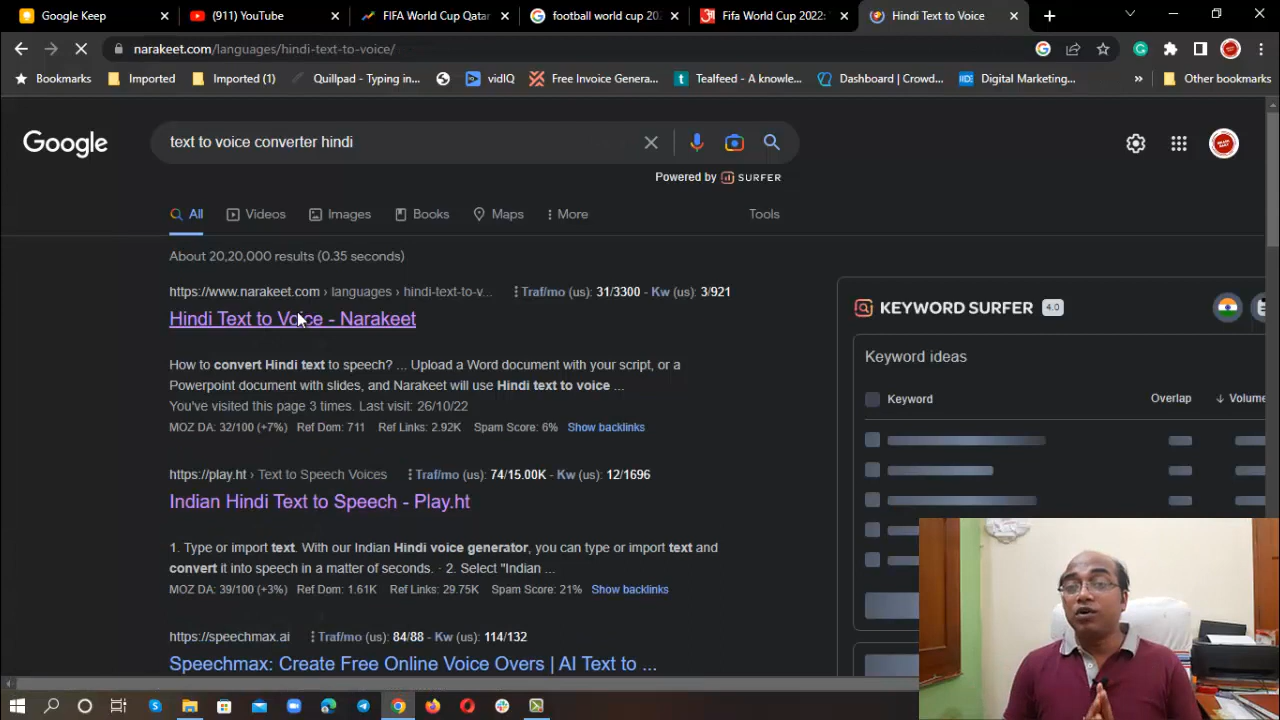 Google Keep
(911) YouTube
FIFA World Cup Qatar
football world cup 202
Fifa World Cup 2022:
Hindi Text to Voice
narakeet.com/languages/hindi-text-to-voice/
Bookmarks
Imported
Imported (1)
Quillpad - Typing in...
vidIQ
Free Invoice Genera...
Tealfeed - A knowle...
Dashboard | Crowd...
Digital Marketing...
»
Other bookmarks
Google
text to voice converter hindi
Powered by SURFER
All
Videos
Images
Books
Maps
More
Tools
About 20,20,000 results (0.35 seconds)
https://www.narakeet.com › languages › hindi-text-to-v... Traf/mo (us): 31/3300 - Kw (us): 3/921
Hindi Text to Voice - Narakeet
How to convert Hindi text to speech? ... Upload a Word document with your script, or a
Powerpoint document with slides, and Narakeet will use Hindi text to voice ...
You've visited this page 3 times. Last visit: 26/10/22
MOZ DA: 32/100 (+7%) Ref Dom: 711 Ref Links: 2.92K Spam Score: 6% Show backlinks
https://play.ht › Text to Speech Voices Traf/mo (us): 74/15.00K - Kw (us): 12/1696
Indian Hindi Text to Speech - Play.ht
1. Type or import text. With our Indian Hindi voice generator, you can type or import text and
convert it into speech in a matter of seconds. · 2. Select "Indian ...
MOZ DA: 39/100 (+3%) Ref Dom: 1.61K Ref Links: 29.75K Spam Score: 21% Show backlinks
https://speechmax.ai Traf/mo (us): 84/88 - Kw (us): 114/132
Speechmax: Create Free Online Voice Overs | AI Text to ...
KEYWORD SURFER 4.0
Keyword ideas
Keyword
Overlap
↓ Volume